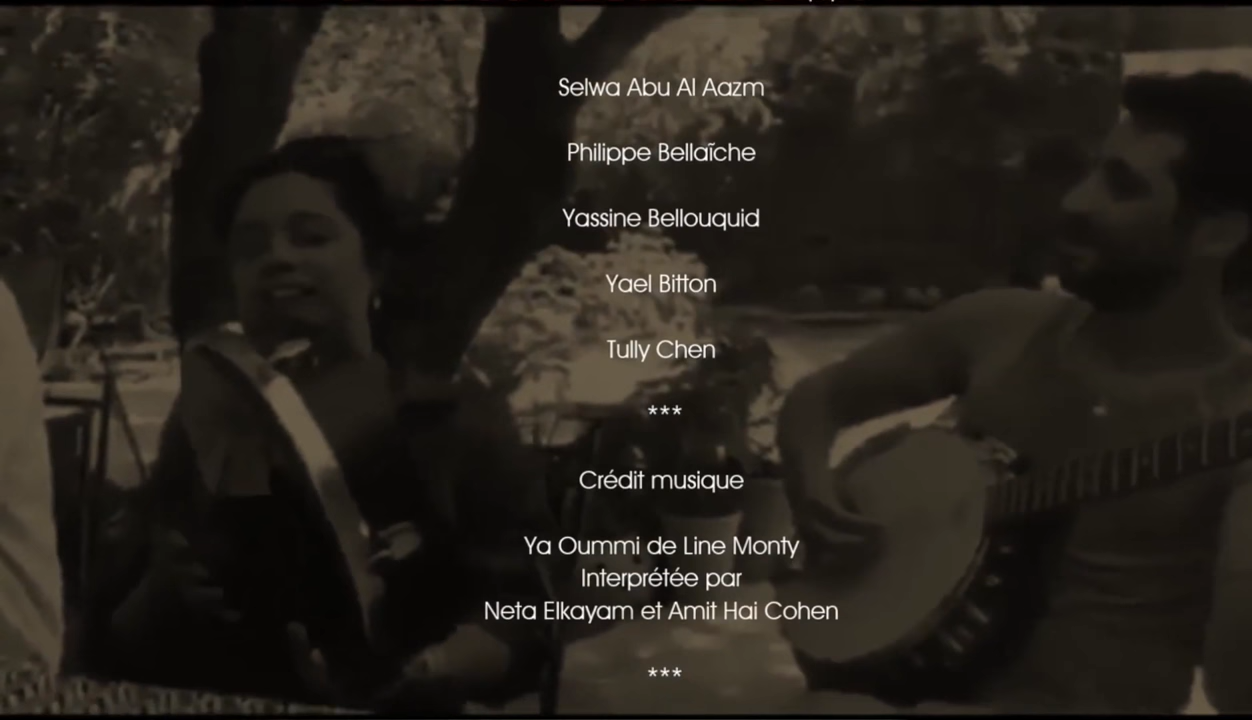 Selwa Abu Al Aazm
Philippe Bellaïche
Yassine Bellouquid
Yael Bitton
Tully Chen
***
Crédit musique
Ya Oummi de Line Monty
Interprétée par
Neta Elkayam et Amit Hai Cohen
***